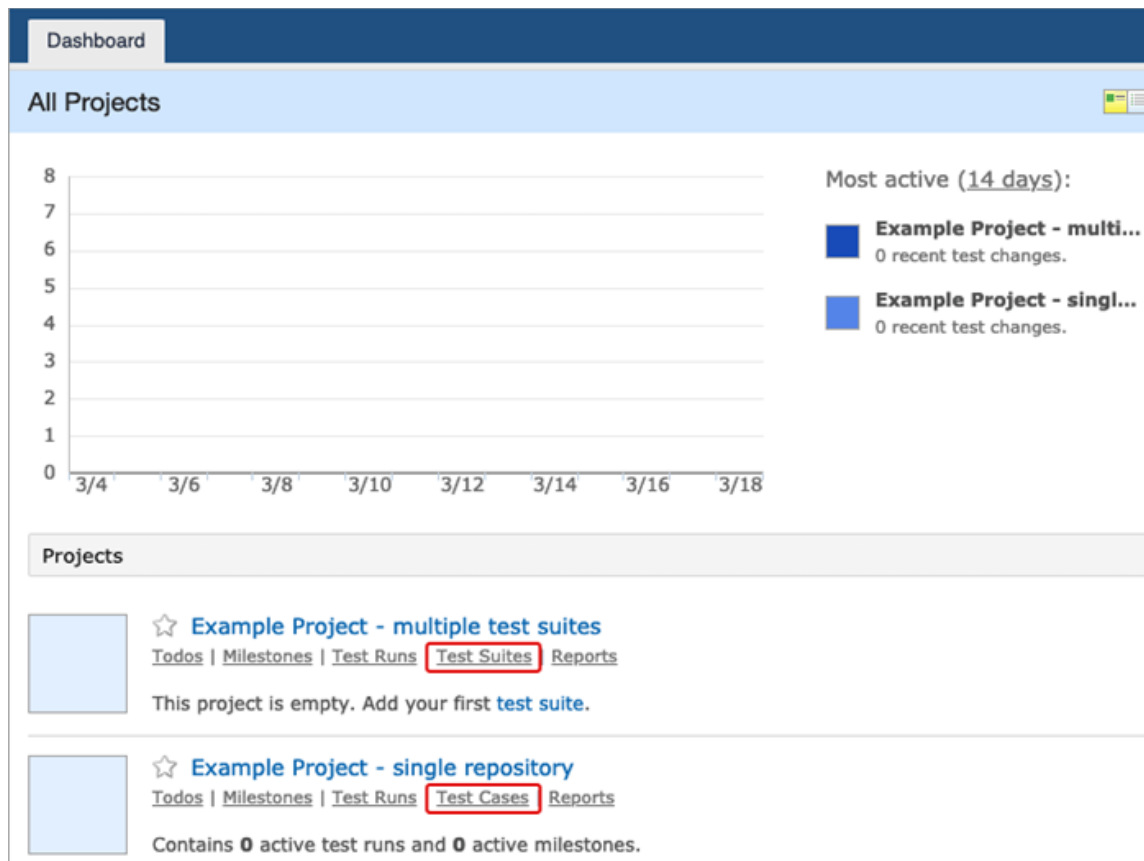 Dashboard
All Projects
8
7
6
5
4
3
2
1
0
3/4 3/6 3/8 3/10 3/12 3/14 3/16 3/18
Most active (14 days):
Example Project - multi...
0 recent test changes.
Example Project - singl...
0 recent test changes.
Projects
Example Project - multiple test suites
Todos | Milestones | Test Runs | Test Suites | Reports
This project is empty. Add your first test suite.
Example Project - single repository
Todos | Milestones | Test Runs | Test Cases | Reports
Contains 0 active test runs and 0 active milestones.